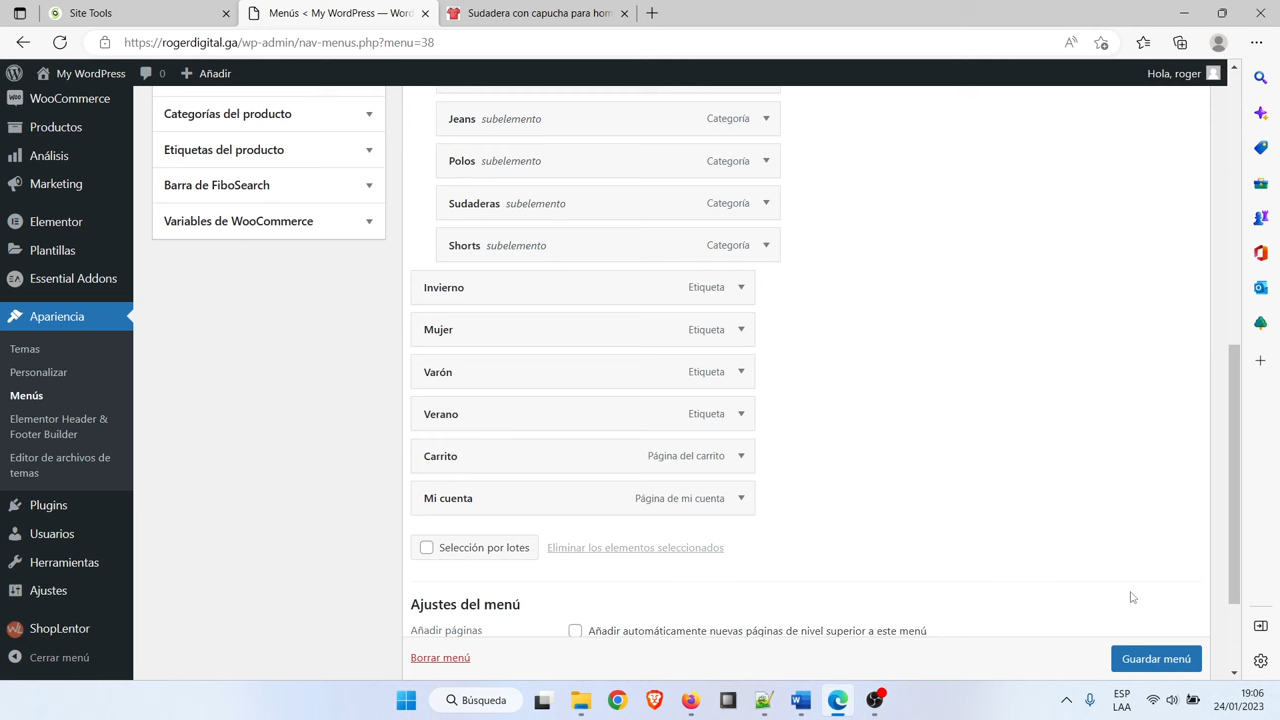 Site Tools
Menús < My WordPress — Wor
Sudadera con capucha para hom
https://rogerdigital.ga/wp-admin/nav-menus.php?menu=38
My WordPress
0
Añadir
Hola, roger
WooCommerce
Productos
Análisis
Marketing
Elementor
Plantillas
Essential Addons
Apariencia
Temas
Personalizar
Menús
Elementor Header &
Footer Builder
Editor de archivos de
temas
Plugins
Usuarios
Herramientas
Ajustes
ShopLentor
Cerrar menú
Categorías del producto
Etiquetas del producto
Barra de FiboSearch
Variables de WooCommerce
Jeans subelemento Categoría
Polos subelemento Categoría
Sudaderas subelemento Categoría
Shorts subelemento Categoría
Invierno Etiqueta
Mujer Etiqueta
Varón Etiqueta
Verano Etiqueta
Carrito Página del carrito
Mi cuenta Página de mi cuenta
Selección por lotes Eliminar los elementos seleccionados
Ajustes del menú
Añadir páginas Añadir automáticamente nuevas páginas de nivel superior a este menú
Borrar menú Guardar menú
Búsqueda
ESP
LAA
19:06
24/01/2023